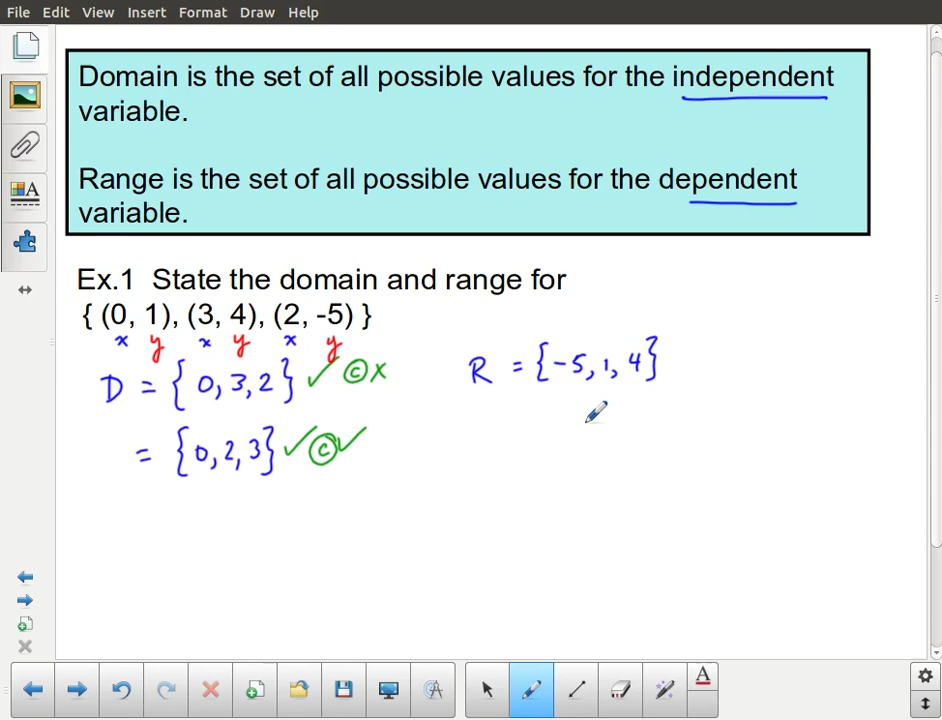 File Edit View Insert Format Draw Help
Domain is the set of all possible values for the independent
variable.
Range is the set of all possible values for the dependent
variable.
Ex.1 State the domain and range for
{ (0, 1), (3, 4), (2, -5) }
x y x y x y
D = { 0, 3, 2 } ✓ © x
R = { -5, 1, 4 }
= { 0, 2, 3 } ✓ © ✓
A
A